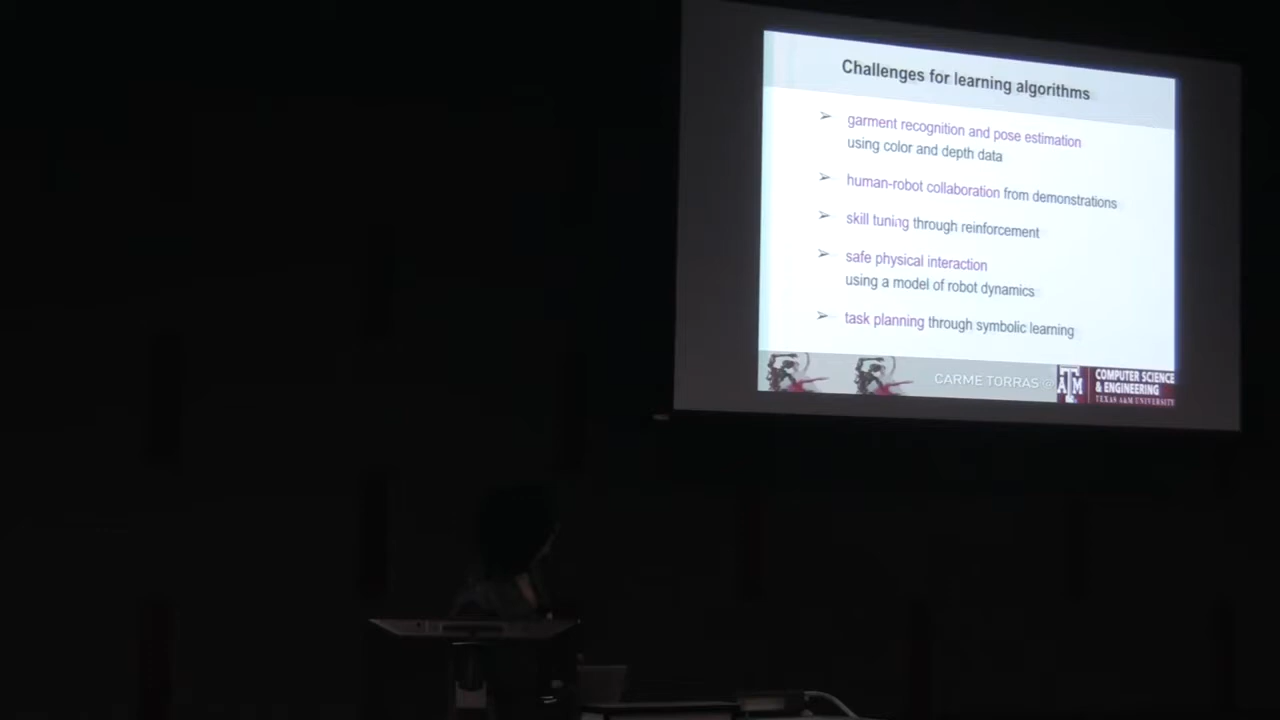 Challenges for learning algorithms
➢ garment recognition and pose estimation
using color and depth data
➢ human-robot collaboration from demonstrations
➢ skill tuning through reinforcement
➢ safe physical interaction
using a model of robot dynamics
➢ task planning through symbolic learning
CARME TORRAS @
ATM
COMPUTER SCIENCE
& ENGINEERING
TEXAS A&M UNIVERSITY